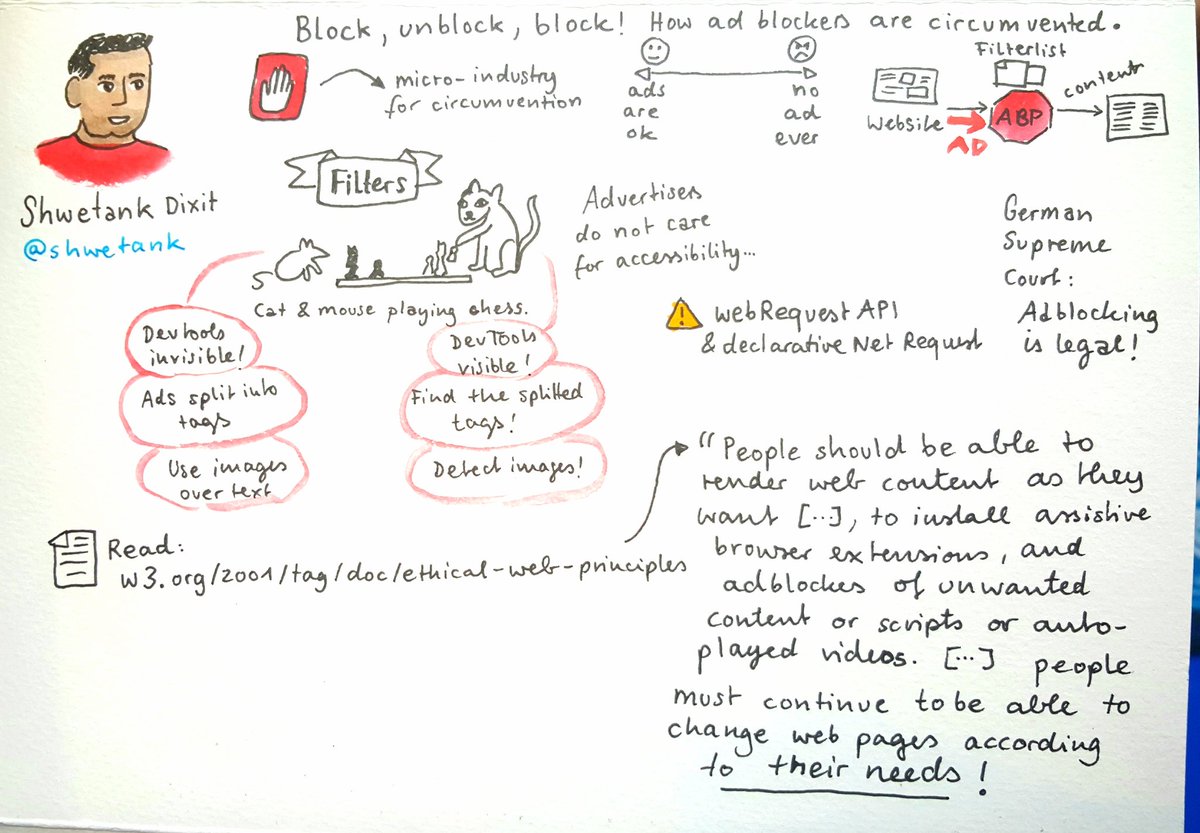 Block, unblock, block! How ad blockers are circumvented.
micro-industry
for circumvention
ads
are
ok
no
ad
ever
Filterlist
Website
AD
ABP
content
Shwetank Dixit
@shwetank
Filters
Cat & mouse playing chess.
Devtools
invisible!
Ads split into
tags
Use images
over text
DevTools
visible!
Find the splitted
tags!
Detect images!
Advertisers
do not care
for accessibility...
webRequest API
& declarative Net Request
German
Supreme
Court:
Adblocking
is legal!
Read:
w3.org/2001/tag/doc/ethical-web-principles
"People should be able to
render web content as they
want [...], to install assistive
browser extensions, and
adblockes of unwanted
content or scripts or auto-
played videos. [...] people
must continue to be able to
change web pages according
to their needs!